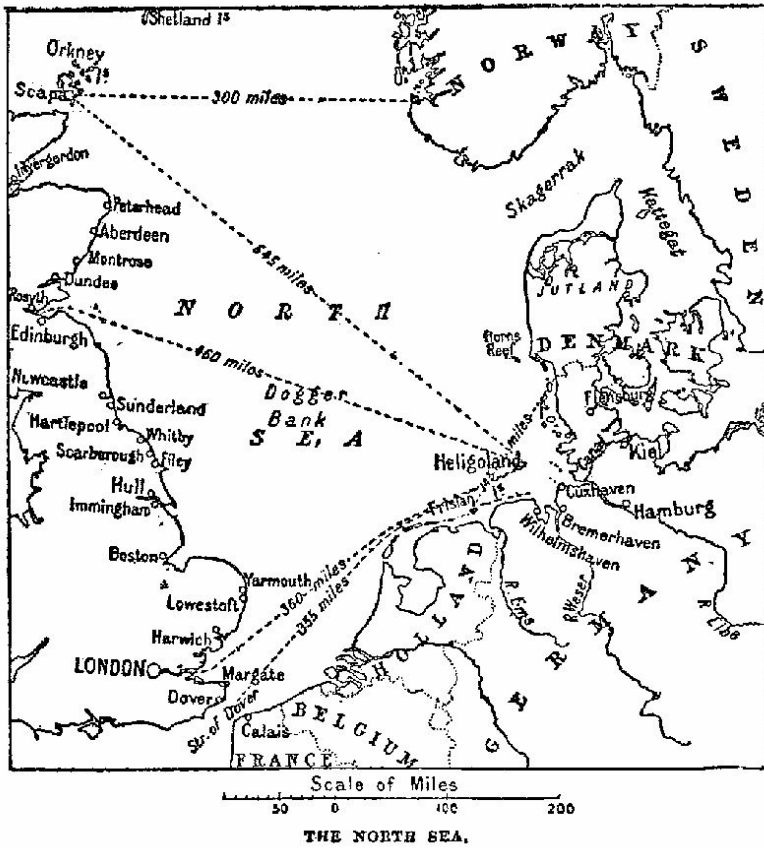 Shetland Is
Orkney
Is
Scapa
300 miles
NORWAY
SWEDEN
Invergordon
Skagerrak
Kattegat
Peterhead
Aberdeen
Montrose
Dundee
545 miles
JUTLAND
Rosyth
NORTH
Edinburgh
Horns
Reef
DENMARK
460 miles
Newcastle
Dogger
Bank
Sunderland
Flensburg
Hartlepool
Whitby
SEA
miles
Scarborough
Filey
Heligoland
Canal
Kiel
Hull
Immingham
Frisian Is
Cuxhaven
Hamburg
Bremerhaven
Wilhelmshaven
Boston
Yarmouth
360 miles
HOLLAND
R. Ems
R. Weser
R. Elbe
Lowestoft
Harwich
GERMANY
LONDON
Margate
Dover
Str. of Dover
Calais
BELGIUM
FRANCE
Scale of Miles
50 0 100 200
THE NORTH SEA.